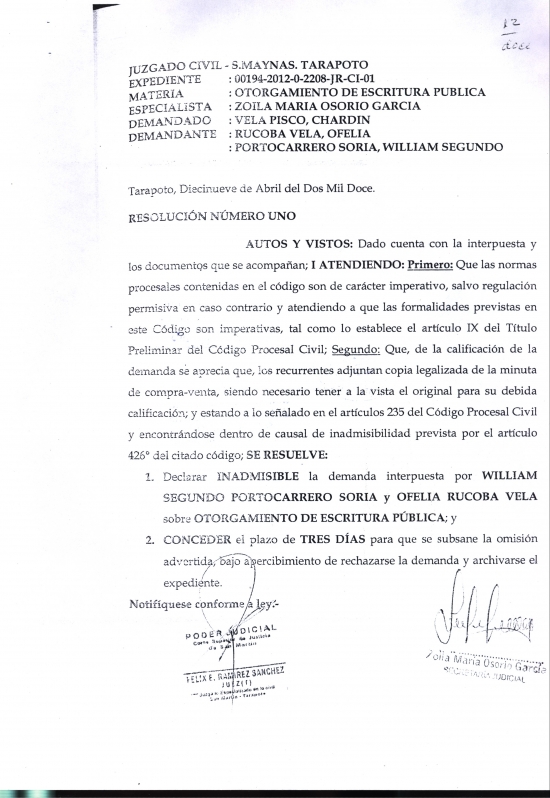 12
doce
JUZGADO CIVIL - S.MAYNAS. TARAPOTO
EXPEDIENTE : 00194-2012-0-2208-JR-CI-01
MATERIA : OTORGAMIENTO DE ESCRITURA PUBLICA
ESPECIALISTA : ZOILA MARIA OSORIO GARCIA
DEMANDADO : VELA PISCO, CHARDIN
DEMANDANTE : RUCOBA VELA, OFELIA
: PORTOCARRERO SORIA, WILLIAM SEGUNDO
Tarapoto, Diecinueve de Abril del Dos Mil Doce.
RESOLUCIÓN NÚMERO UNO
AUTOS Y VISTOS: Dado cuenta con la interpuesta y
los documentos que se acompañan; I ATENDIENDO: Primero: Que las normas
procesales contenidas en el código son de carácter imperativo, salvo regulación
permisiva en caso contrario y atendiendo a que las formalidades previstas en
este Código son imperativas, tal como lo establece el artículo IX del Título
Preliminar del Código Procesal Civil; Segundo: Que, de la calificación de la
demanda se aprecia que, los recurrentes adjuntan copia legalizada de la minuta
de compra-venta, siendo necesario tener a la vista el original para su debida
calificación; y estando a lo señalado en el artículos 235 del Código Procesal Civil
y encontrándose dentro de causal de inadmisibilidad prevista por el artículo
426° del citado código; SE RESUELVE:
1. Declarar INADMISIBLE la demanda interpuesta por WILLIAM
SEGUNDO PORTOCARRERO SORIA y OFELIA RUCOBA VELA
sobre OTORGAMIENTO DE ESCRITURA PÚBLICA; y
2. CONCEDER el plazo de TRES DÍAS para que se subsane la omisión
advertida, bajo apercibimiento de rechazarse la demanda y archivarse el
expediente.
Notifíquese conforme a ley.-
PODER JUDICIAL
Corte Superior de Justicia
de San Martín
FELIX E. RAMIREZ SANCHEZ
JUEZ (T)
Juzgado Especializado en lo civil
San Martín - Tarapoto
Zoila Maria Osorio Garcia
SECRETARIA JUDICIAL